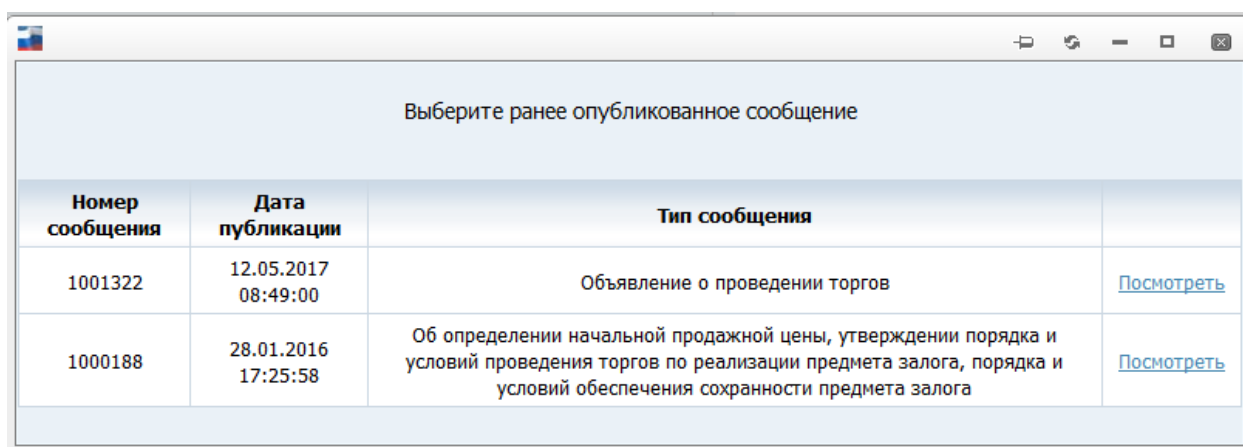 Выберите ранее опубликованное сообщение
Номер сообщения Дата публикации Тип сообщения
1001322 12.05.2017 08:49:00 Объявление о проведении торгов Посмотреть
1000188 28.01.2016 17:25:58 Об определении начальной продажной цены, утверждении порядка и
условий проведения торгов по реализации предмета залога, порядка и
условий обеспечения сохранности предмета залога Посмотреть